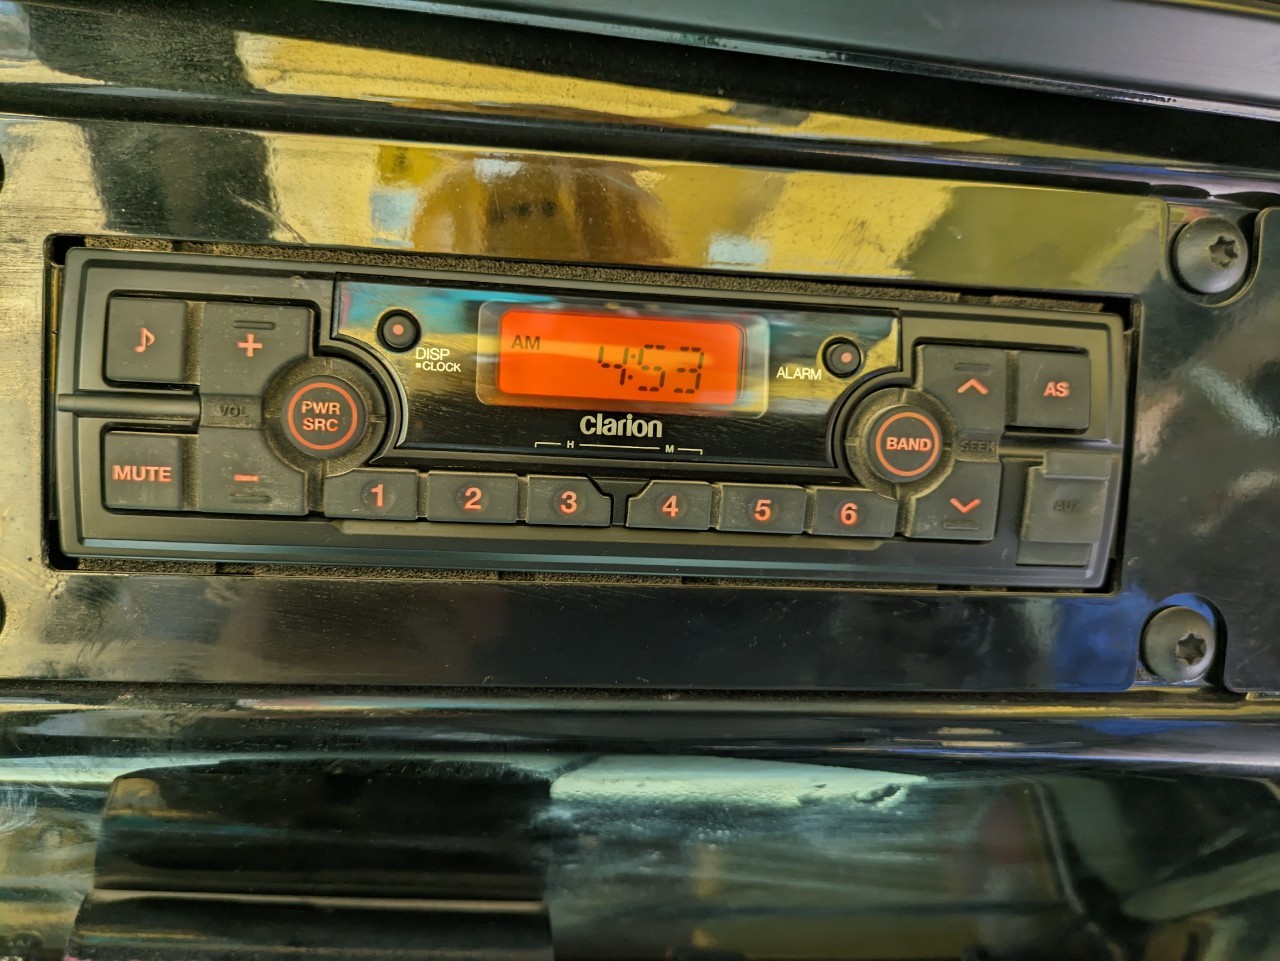 ♪
+
VOL
PWR
SRC
MUTE
−
DISP
■CLOCK
AM
4:53
ALARM
clarion
H
M
1
2
3
4
5
6
BAND
SEEK
AS
AUX